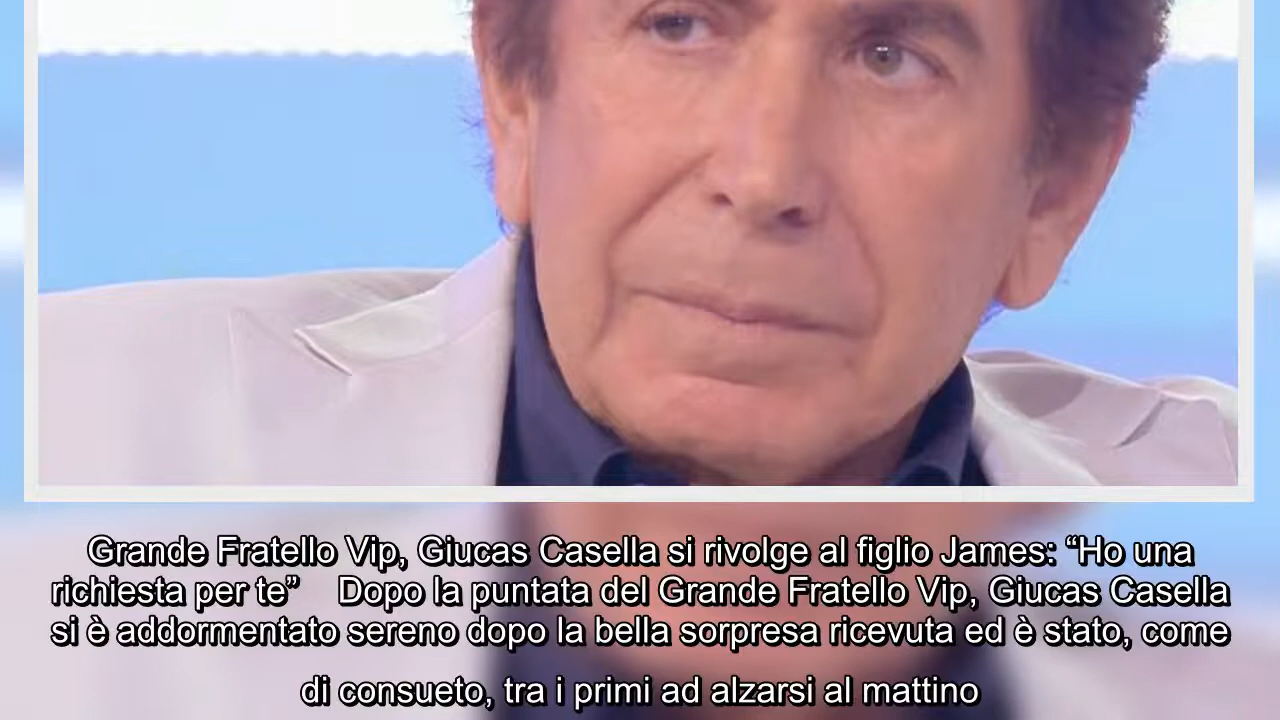 Grande Fratello Vip, Giucas Casella si rivolge al figlio James: “Ho una
richiesta per te”    Dopo la puntata del Grande Fratello Vip, Giucas Casella
si è addormentato sereno dopo la bella sorpresa ricevuta ed è stato, come
di consueto, tra i primi ad alzarsi al mattino